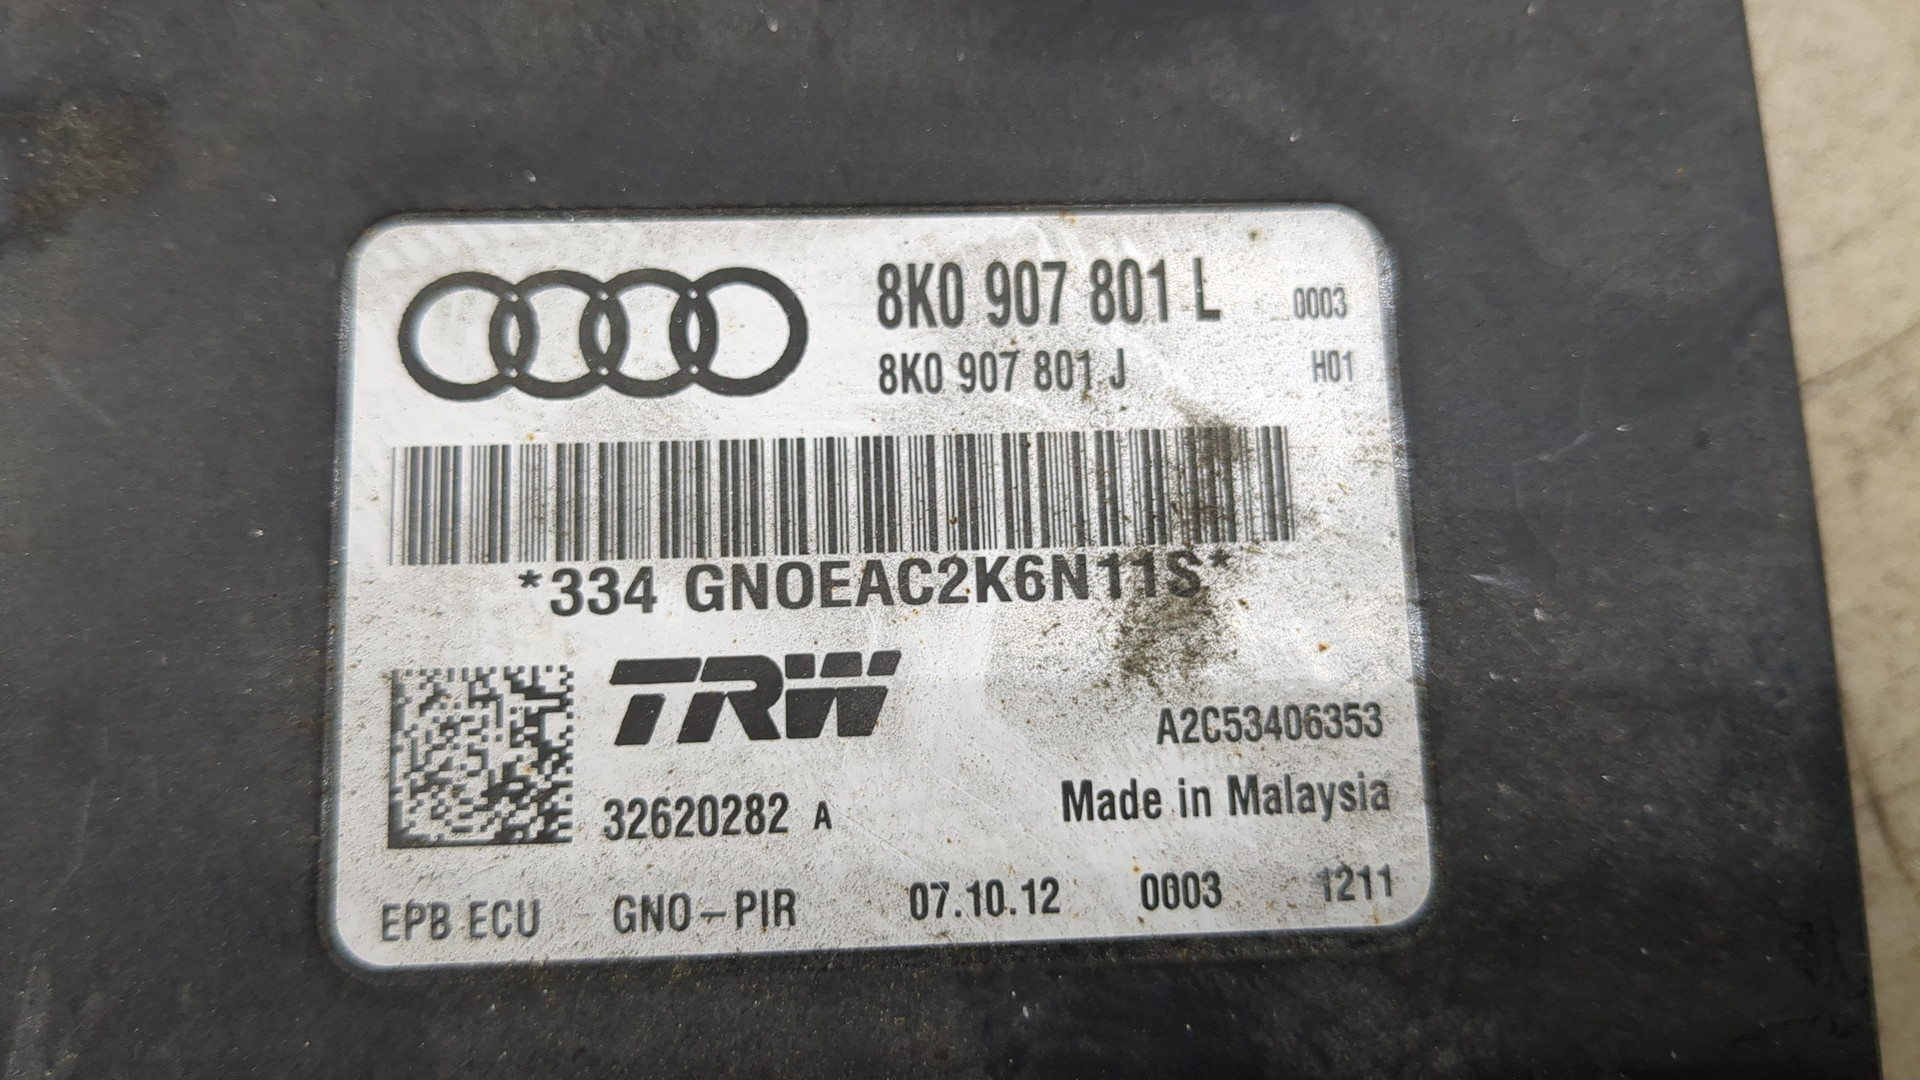 8K0 907 801 L 0003
8K0 907 801 J H01
*334 GNOEAC2K6N11S*
TRW
A2C53406353
32620282 A
Made in Malaysia
EPB ECU GNO-PIR 07.10.12 0003 1211